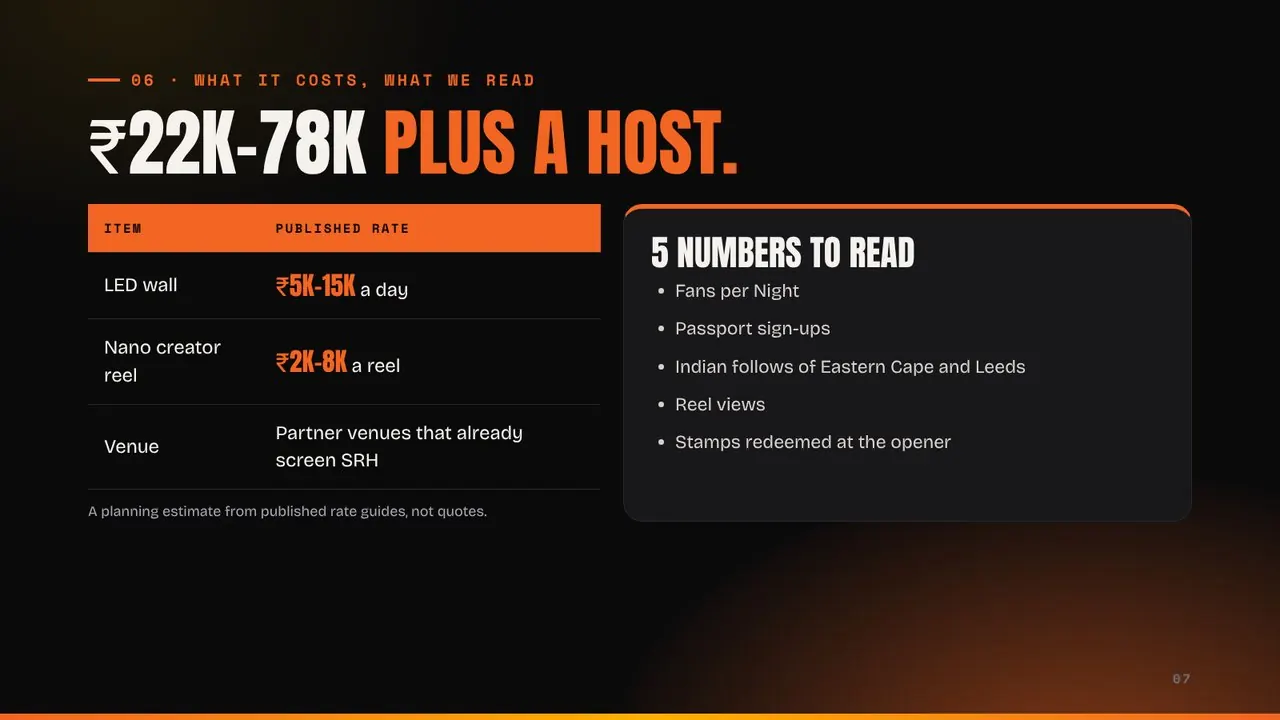 06 · WHAT IT COSTS, WHAT WE READ
₹22K-78K PLUS A HOST.
ITEM PUBLISHED RATE
LED wall ₹5K-15K a day
Nano creator
reel
₹2K-8K a reel
Venue
Partner venues that already
screen SRH
A planning estimate from published rate guides, not quotes.
5 NUMBERS TO READ
• Fans per Night
• Passport sign-ups
• Indian follows of Eastern Cape and Leeds
• Reel views
• Stamps redeemed at the opener
07